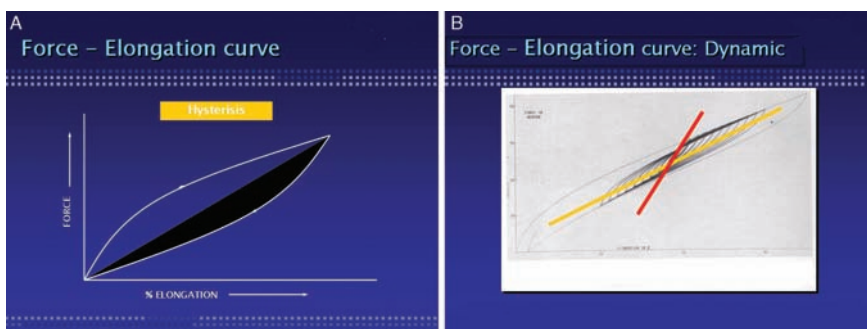 A
Force – Elongation curve
Hysterisis
FORCE
% ELONGATION
B
Force – Elongation curve: Dynamic